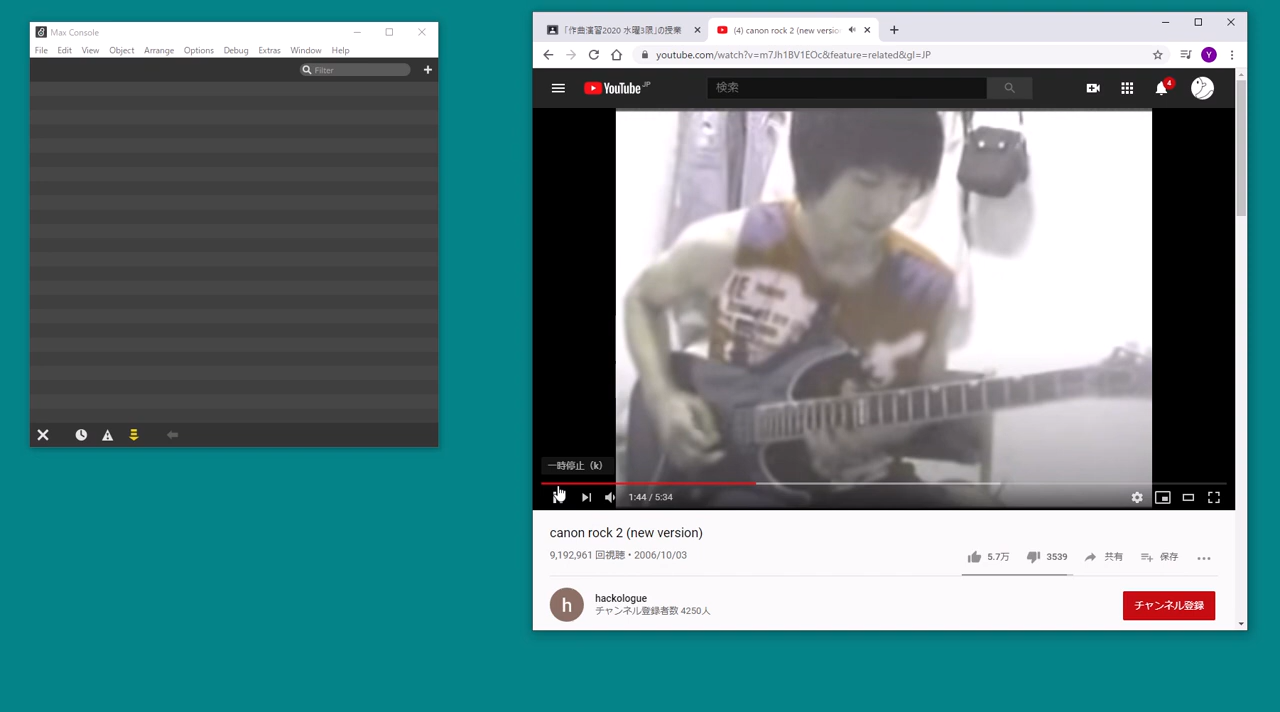 Max Console
File Edit View Object Arrange Options Debug Extras Window Help
Filter
「作曲演習2020 水曜3限」の授業
(4) canon rock 2 (new versio
youtube.com/watch?v=m7Jh1BV1EOc&feature=related&gl=JP
Y
YouTube JP
検索
4
一時停止 (k)
1:44 / 5:34
canon rock 2 (new version)
9,192,961 回視聴・2006/10/03
5.7万 3539 共有 保存
h
hackologue
チャンネル登録者数 4250人
チャンネル登録